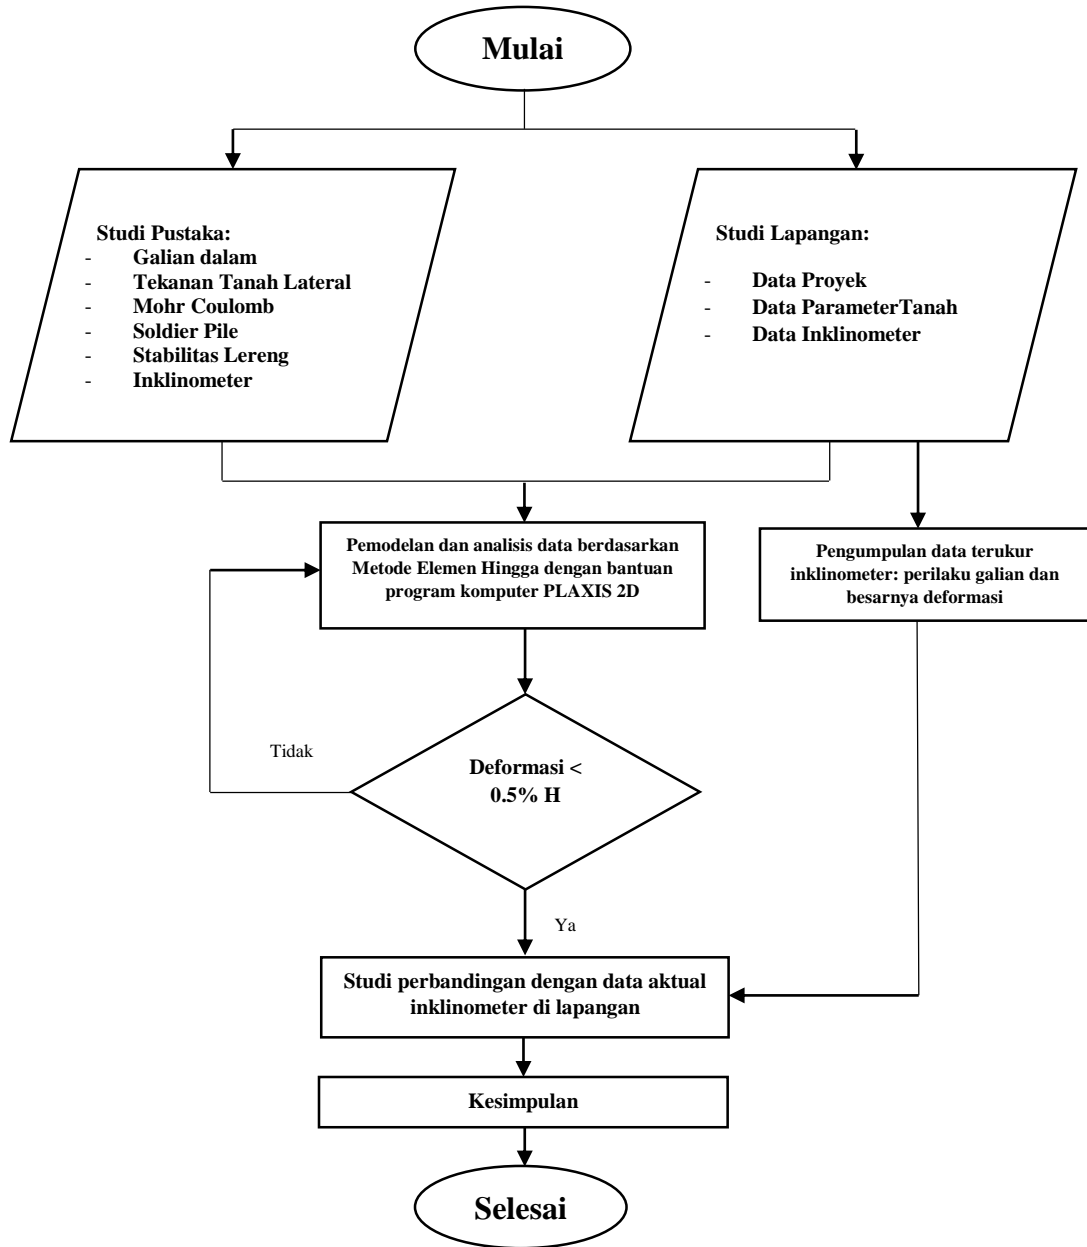 Mulai
Studi Pustaka:
- Galian dalam
- Tekanan Tanah Lateral
- Mohr Coulomb
- Soldier Pile
- Stabilitas Lereng
- Inklinometer
Studi Lapangan:
- Data Proyek
- Data ParameterTanah
- Data Inklinometer
Pemodelan dan analisis data berdasarkan
Metode Elemen Hingga dengan bantuan
program komputer PLAXIS 2D
Pengumpulan data terukur
inklinometer: perilaku galian dan
besarnya deformasi
Tidak
Deformasi <
0.5% H
Ya
Studi perbandingan dengan data aktual
inklinometer di lapangan
Kesimpulan
Selesai